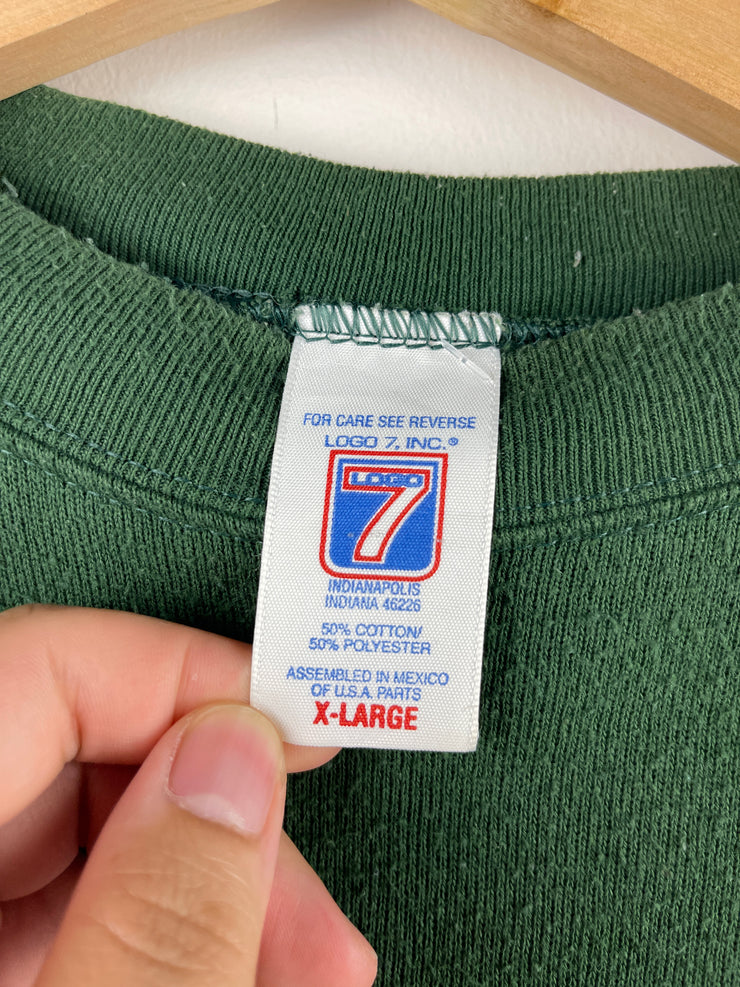 FOR CARE SEE REVERSE
LOGO 7, INC.®
LOGO
7
INDIANAPOLIS
INDIANA 46226
50% COTTON/
50% POLYESTER
ASSEMBLED IN MEXICO
OF U.S.A. PARTS
X-LARGE